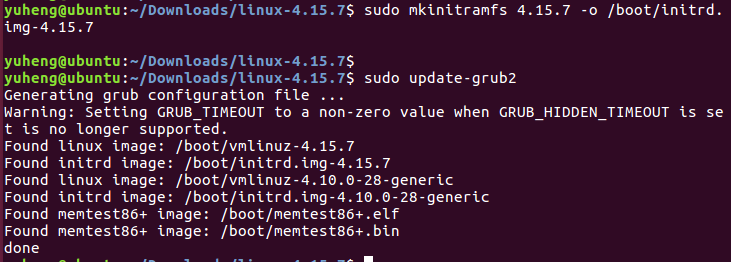 yuheng@ubuntu:~/Downloads/linux-4.15.7$ sudo mkinitramfs 4.15.7 -o /boot/initrd.
img-4.15.7
yuheng@ubuntu:~/Downloads/linux-4.15.7$
yuheng@ubuntu:~/Downloads/linux-4.15.7$ sudo update-grub2
Generating grub configuration file ...
Warning: Setting GRUB_TIMEOUT to a non-zero value when GRUB_HIDDEN_TIMEOUT is se
t is no longer supported.
Found linux image: /boot/vmlinuz-4.15.7
Found initrd image: /boot/initrd.img-4.15.7
Found linux image: /boot/vmlinuz-4.10.0-28-generic
Found initrd image: /boot/initrd.img-4.10.0-28-generic
Found memtest86+ image: /boot/memtest86+.elf
Found memtest86+ image: /boot/memtest86+.bin
done
yuheng@ubuntu:~/Downloads/linux-4.15.7$